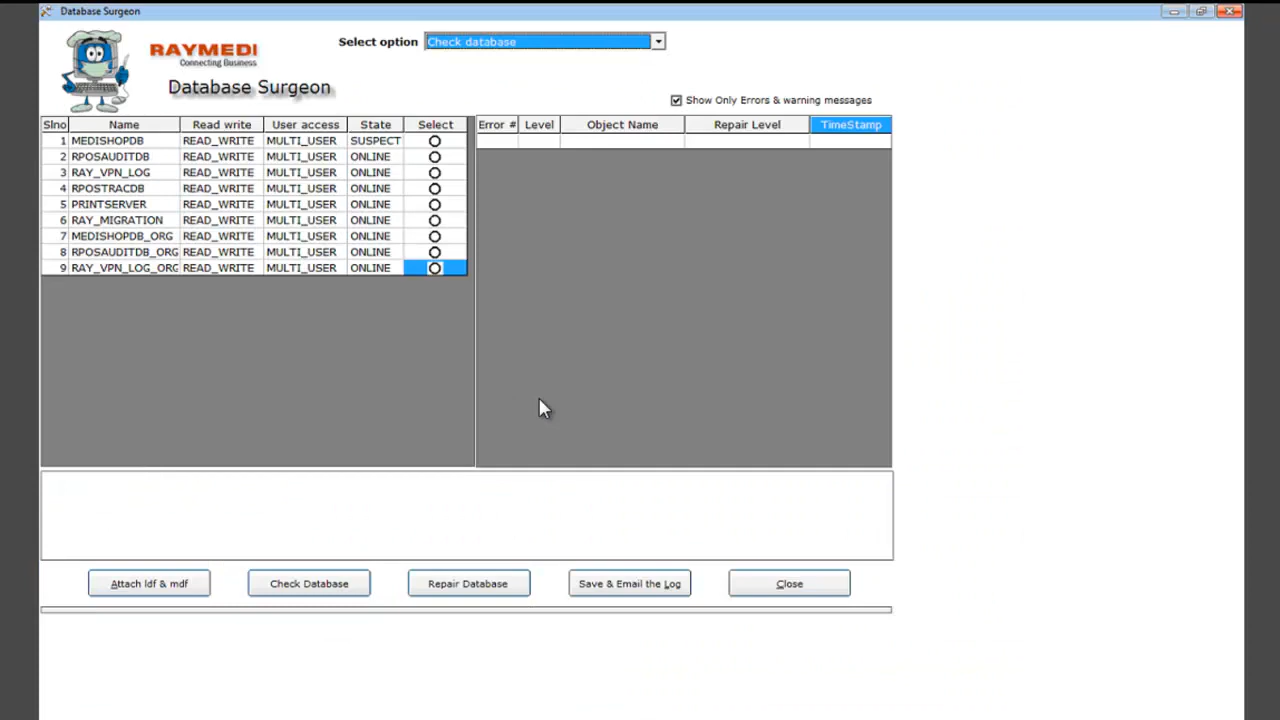 Database Surgeon
RAYMEDI
Connecting Business
Database Surgeon
Select option Check database
Show Only Errors & warning messages
Slno Name Read write User access State Select
1 MEDISHOPDB READ_WRITE MULTI_USER SUSPECT
2 RPOSAUDITDB READ_WRITE MULTI_USER ONLINE
3 RAY_VPN_LOG READ_WRITE MULTI_USER ONLINE
4 RPOSTRACDB READ_WRITE MULTI_USER ONLINE
5 PRINTSERVER READ_WRITE MULTI_USER ONLINE
6 RAY_MIGRATION READ_WRITE MULTI_USER ONLINE
7 MEDISHOPDB_ORG READ_WRITE MULTI_USER ONLINE
8 RPOSAUDITDB_ORG READ_WRITE MULTI_USER ONLINE
9 RAY_VPN_LOG_ORG READ_WRITE MULTI_USER ONLINE
Error # Level Object Name Repair Level TimeStamp
Attach ldf & mdf Check Database Repair Database Save & Email the Log Close